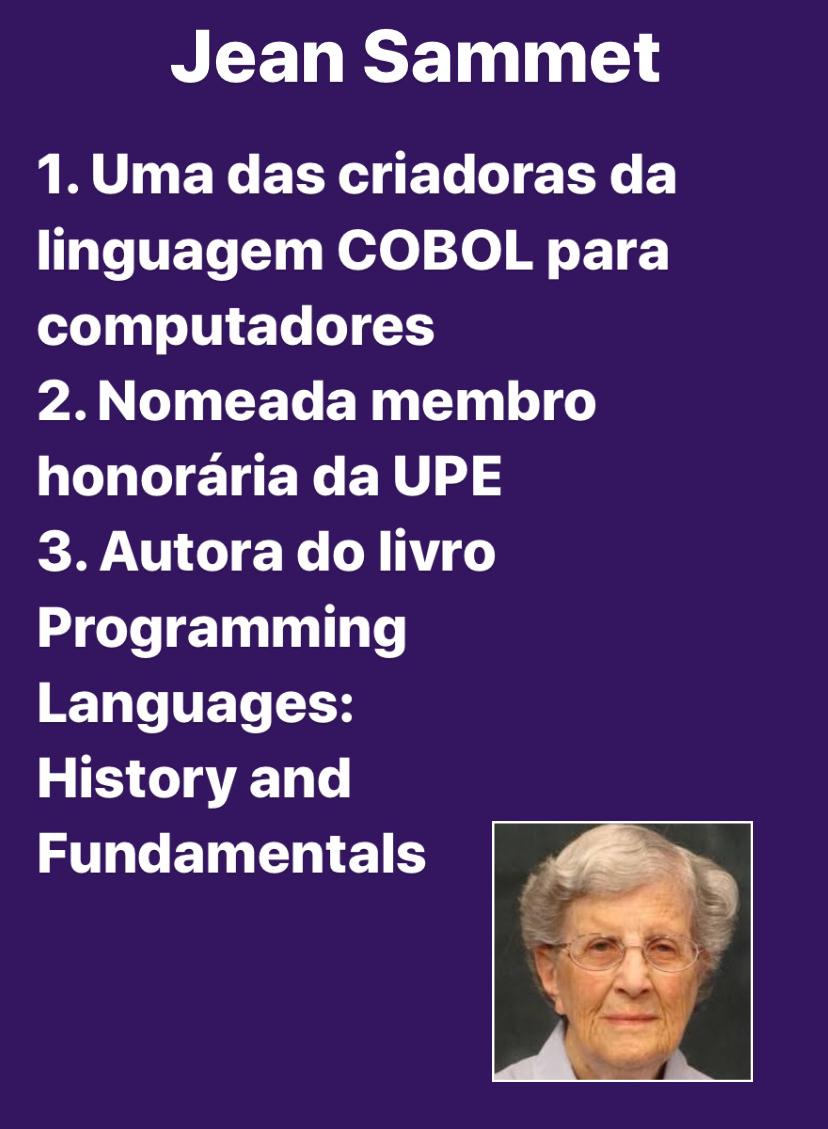 Jean Sammet
1. Uma das criadoras da
linguagem COBOL para
computadores
2. Nomeada membro
honorária da UPE
3. Autora do livro
Programming
Languages:
History and
Fundamentals